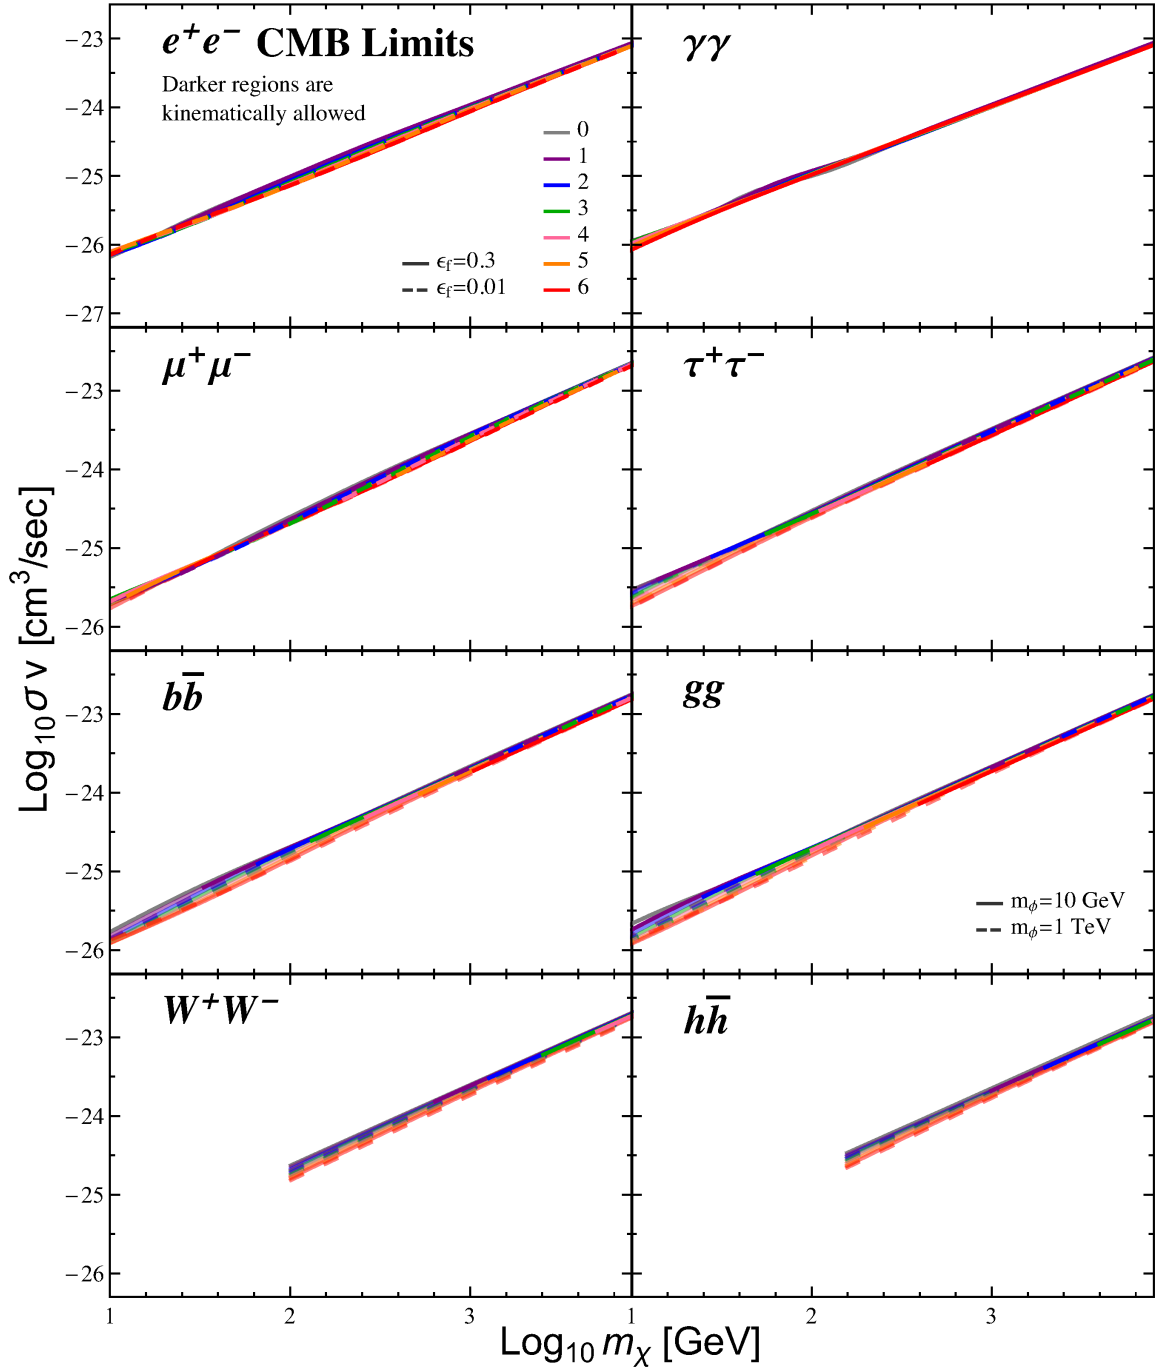 e⁺e⁻ CMB Limits
Darker regions are
kinematically allowed
0
1
2
3
4
5
6
ϵf=0.3
ϵf=0.01
−23
−24
−25
−26
−27
γγ
μ⁺μ⁻
−23
−24
−25
−26
τ⁺τ⁻
bb̅
−23
−24
−25
−26
gg
mϕ=10 GeV
mϕ=1 TeV
W⁺W⁻
−23
−24
−25
−26
hh̅
1
2
3
1
2
3
Log₁₀ σ v [cm³/sec]
Log₁₀ mχ [GeV]